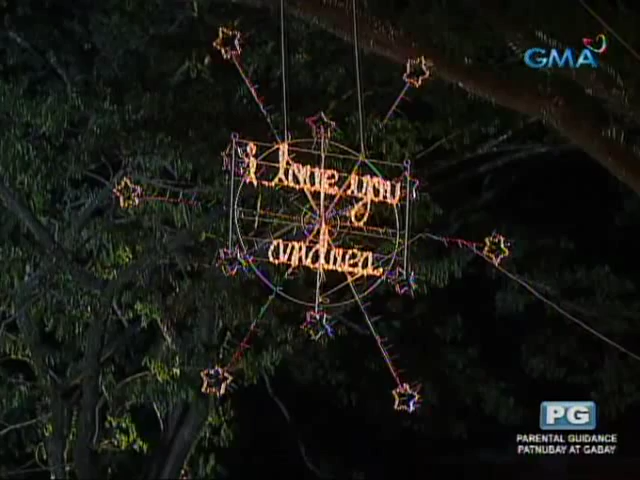 GMA
i love you
andrea
PG
PARENTAL GUIDANCE
PATNUBAY AT GABAY